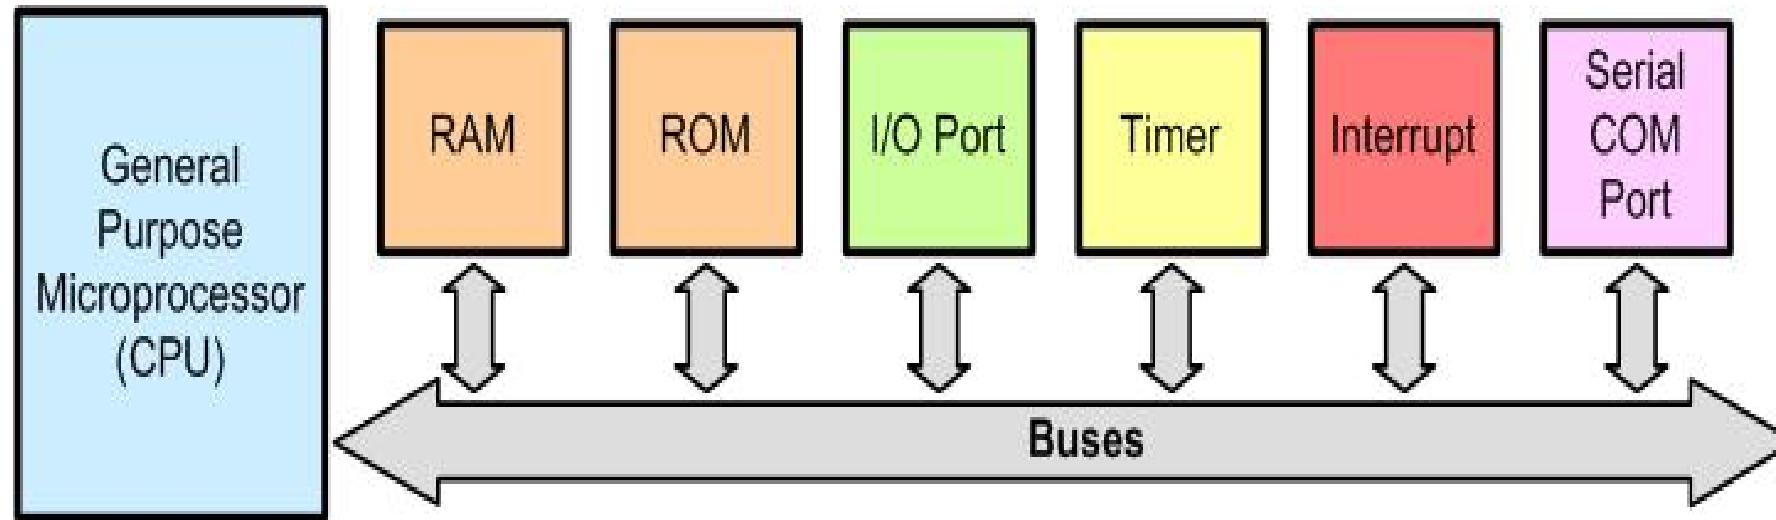 General
Purpose
Microprocessor
(CPU)
RAM
ROM
I/O Port
Timer
Interrupt
Serial
COM
Port
Buses